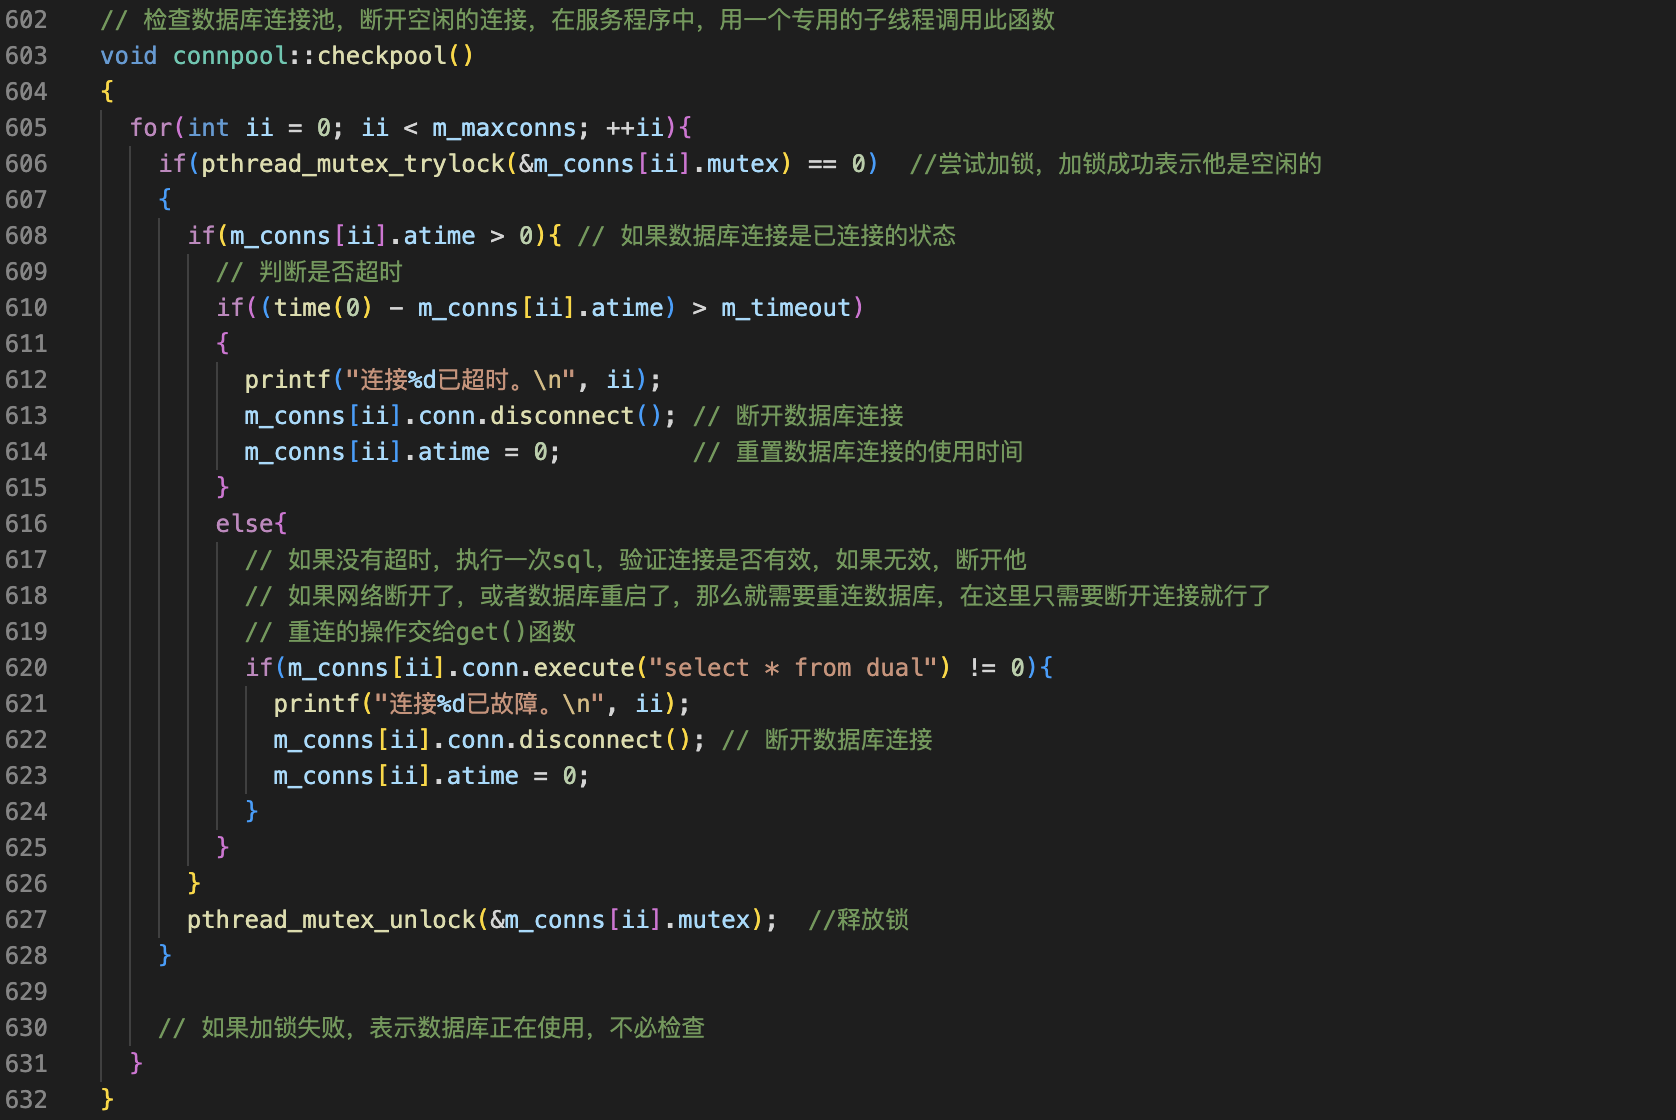 602 // 检查数据库连接池，断开空闲的连接，在服务程序中，用一个专用的子线程调用此函数
603 void connpool::checkpool()
604 {
605 for(int ii = 0; ii < m_maxconns; ++ii){
606 if(pthread_mutex_trylock(&m_conns[ii].mutex) == 0) //尝试加锁，加锁成功表示他是空闲的
607 {
608 if(m_conns[ii].atime > 0){ // 如果数据库连接是已连接的状态
609 // 判断是否超时
610 if((time(0) - m_conns[ii].atime) > m_timeout)
611 {
612 printf("连接%d已超时。\n", ii);
613 m_conns[ii].conn.disconnect(); // 断开数据库连接
614 m_conns[ii].atime = 0; // 重置数据库连接的使用时间
615 }
616 else{
617 // 如果没有超时，执行一次sql，验证连接是否有效，如果无效，断开他
618 // 如果网络断开了，或者数据库重启了，那么就需要重连数据库，在这里只需要断开连接就行了
619 // 重连的操作交给get()函数
620 if(m_conns[ii].conn.execute("select * from dual") != 0){
621 printf("连接%d已故障。\n", ii);
622 m_conns[ii].conn.disconnect(); // 断开数据库连接
623 m_conns[ii].atime = 0;
624 }
625 }
626 }
627 pthread_mutex_unlock(&m_conns[ii].mutex); //释放锁
628 }
629
630 // 如果加锁失败，表示数据库正在使用，不必检查
631 }
632 }